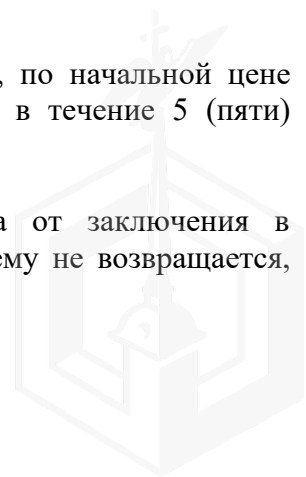 , по начальной цене
в течение 5 (пяти)
от заключения в
ему не возвращается,